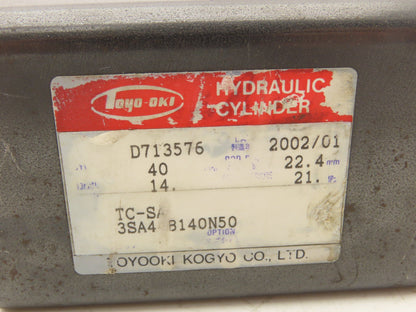 TOYO-OKI
HYDRAULIC
CYLINDER
D713576 2002/01
40 22.4mm
14. 21.
TC-SA
3SA4 B140N50
OPTION
TOYOOKI KOGYO CO., LTD.